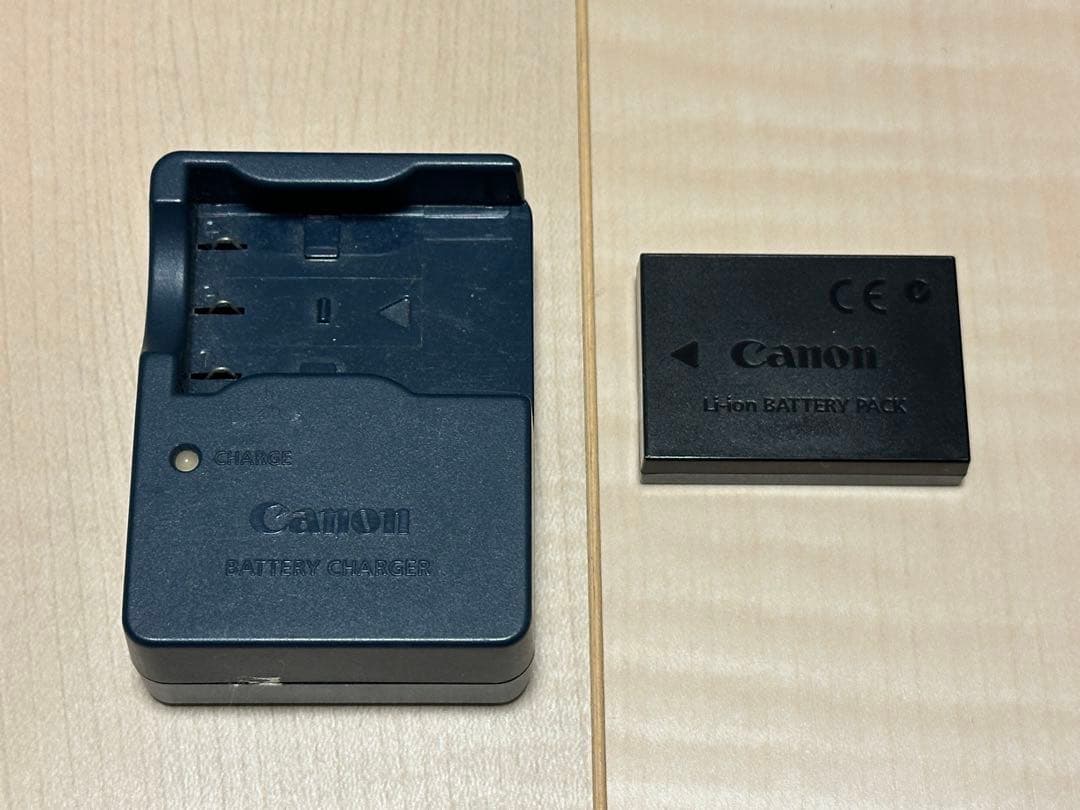 CHARGE
Canon
BATTERY CHARGER
CE
Canon
Li-ion BATTERY PACK